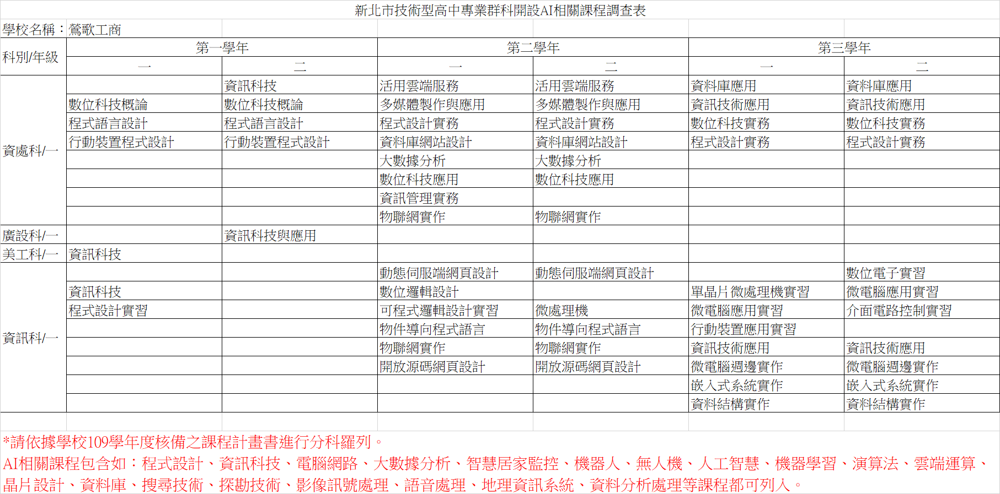 新北市技術型高中專業群科開設AI相關課程調查表
學校名稱：鶯歌工商
科別/年級 第一學年 第二學年 第三學年
一 二 一 二 一 二
資訊科技 活用雲端服務 活用雲端服務 資料庫應用 資料庫應用
數位科技概論 數位科技概論 多媒體製作與應用 多媒體製作與應用 資訊技術應用 資訊技術應用
程式語言設計 程式語言設計 程式設計實務 程式設計實務 數位科技實務 數位科技實務
行動裝置程式設計 行動裝置程式設計 資料庫網站設計 資料庫網站設計 程式設計實務 程式設計實務
資處科/一 大數據分析 大數據分析
數位科技應用 數位科技應用
資訊管理實務
物聯網實作 物聯網實作
廣設科/一 資訊科技與應用
美工科/一 資訊科技
動態伺服端網頁設計 動態伺服端網頁設計 數位電子實習
資訊科技 數位邏輯設計 單晶片微處理機實習 微電腦應用實習
程式設計實習 可程式邏輯設計實習 微處理機 微電腦應用實習 介面電路控制實習
物件導向程式語言 物件導向程式語言 行動裝置應用實習
資訊科/一 物聯網實作 物聯網實作 資訊技術應用 資訊技術應用
開放源碼網頁設計 開放源碼網頁設計 微電腦週邊實作 微電腦週邊實作
嵌入式系統實作 嵌入式系統實作
資料結構實作 資料結構實作
*請依據學校109學年度核備之課程計畫書進行分科羅列。
AI相關課程包含如：程式設計、資訊科技、電腦網路、大數據分析、智慧居家監控、機器人、無人機、人工智慧、機器學習、演算法、雲端運算、
晶片設計、資料庫、搜尋技術、探勘技術、影像訊號處理、語音處理、地理資訊系統、資料分析處理等課程都可列入。